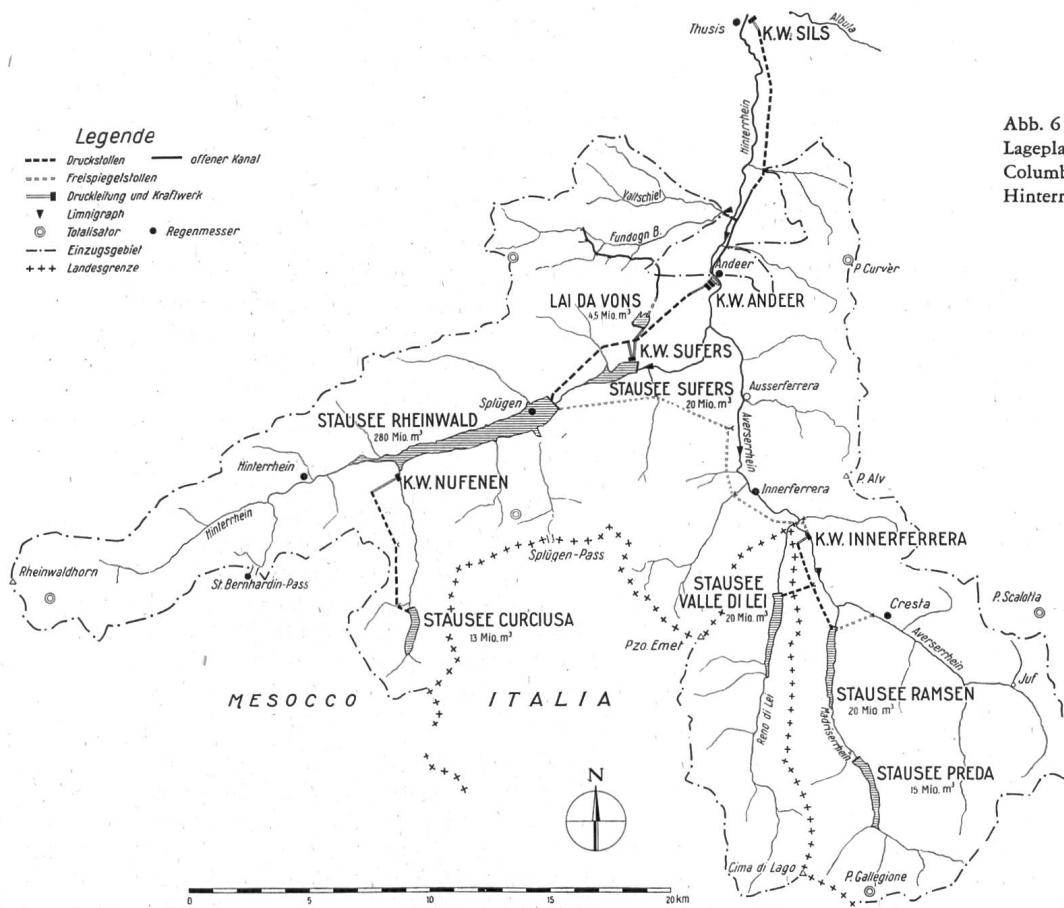 Thusis
K.W. SILS
Albula
Hinterrhein
Abb. 6
Legende
Druckstollen
offener Kanal
Freispiegelstollen
Druckleitung und Kraftwerk
Limnigraph
Totalisator
Regenmesser
Einzugsgebiet
Landesgrenze
Valtschiel
Fundogn B.
Andeer
P. Curvèr
LAI DA VONS
45 Mio. m³
K.W. ANDEER
K.W. SUFERS
STAUSEE SUFERS
20 Mio. m³
Ausserferrera
Averserrhein
Splügen
STAUSEE RHEINWALD
280 Mio. m³
Hinterrhein
K.W. NUFENEN
Innerferrera
P. Alv
Hinterrhein
Splügen-Pass
K.W. INNERFERRERA
Rheinwaldhorn
St. Bernhardin-Pass
STAUSEE
VALLE DI LEI
20 Mio. m³
Cresta
P. Scalotta
STAUSEE CURCIUSA
13 Mio. m³
Pzo. Emet
Averserrhein
Juf
MESOCCO
ITALIA
Reno di Lei
Madriserrhein
STAUSEE RAMSEN
20 Mio m³
STAUSEE PREDA
15 Mio. m³
N
Cima di Lago
P. Gallegione
0 5 10 15 20 km